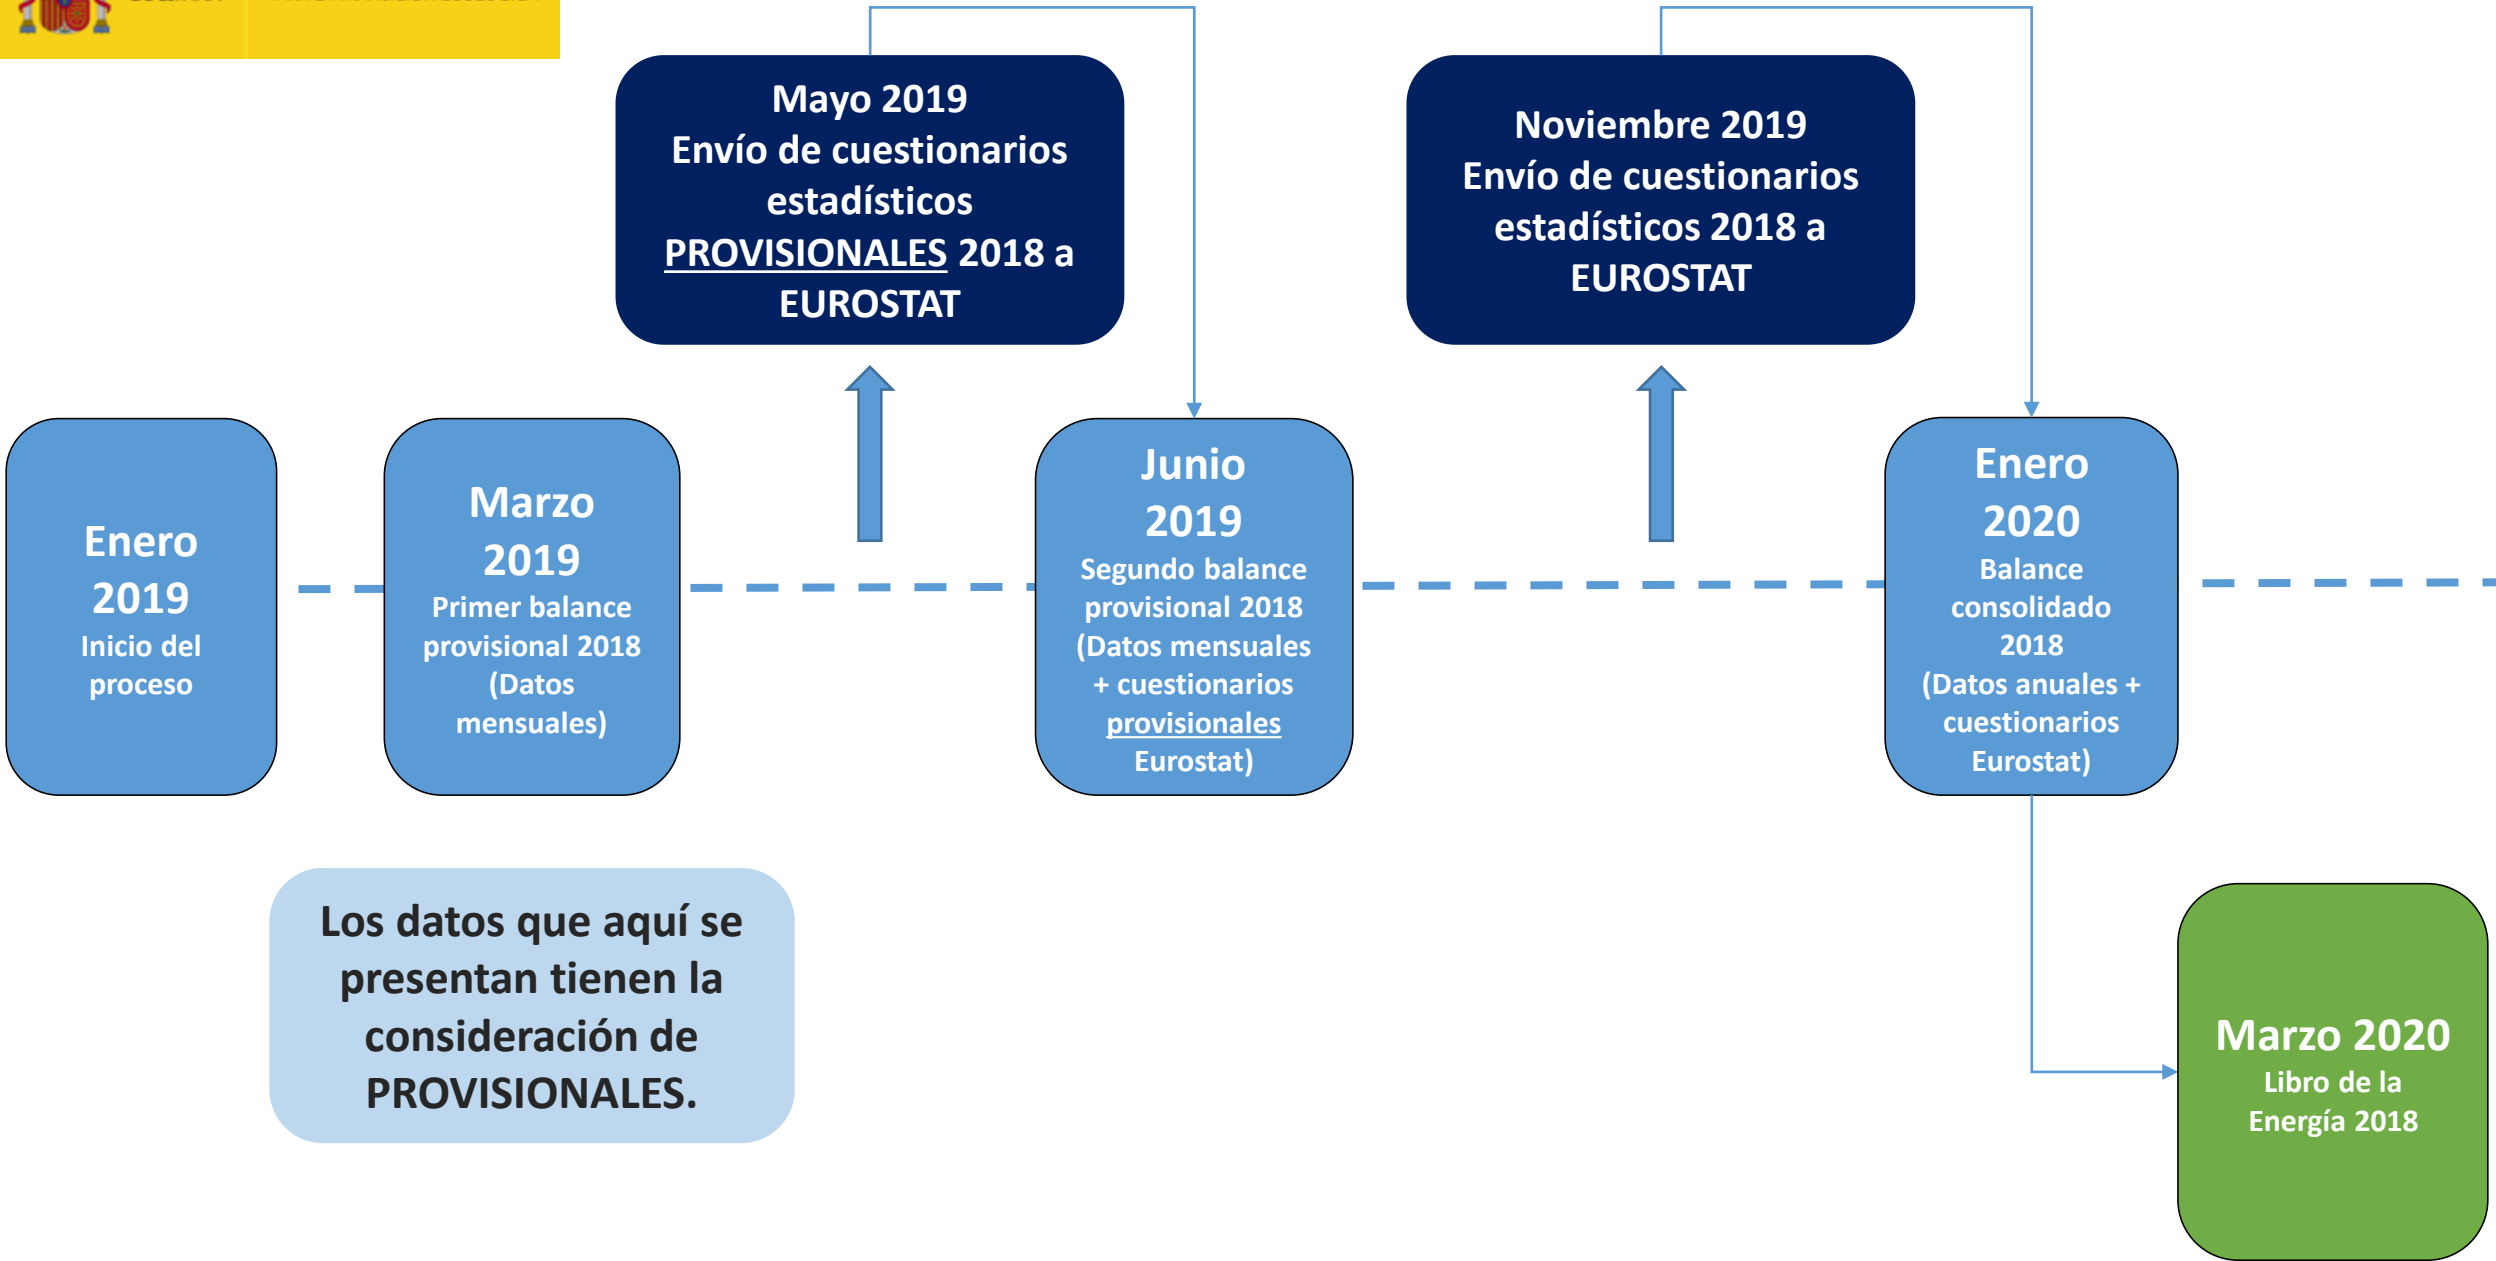 Mayo 2019
Envío de cuestionarios
estadísticos
PROVISIONALES 2018 a
EUROSTAT
Noviembre 2019
Envío de cuestionarios
estadísticos 2018 a
EUROSTAT
Enero
2019
Inicio del
proceso
Marzo
2019
Primer balance
provisional 2018
(Datos
mensuales)
Junio
2019
Segundo balance
provisional 2018
(Datos mensuales
+ cuestionarios
provisionales
Eurostat)
Enero
2020
Balance
consolidado
2018
(Datos anuales +
cuestionarios
Eurostat)
Los datos que aquí se
presentan tienen la
consideración de
PROVISIONALES.
Marzo 2020
Libro de la
Energía 2018